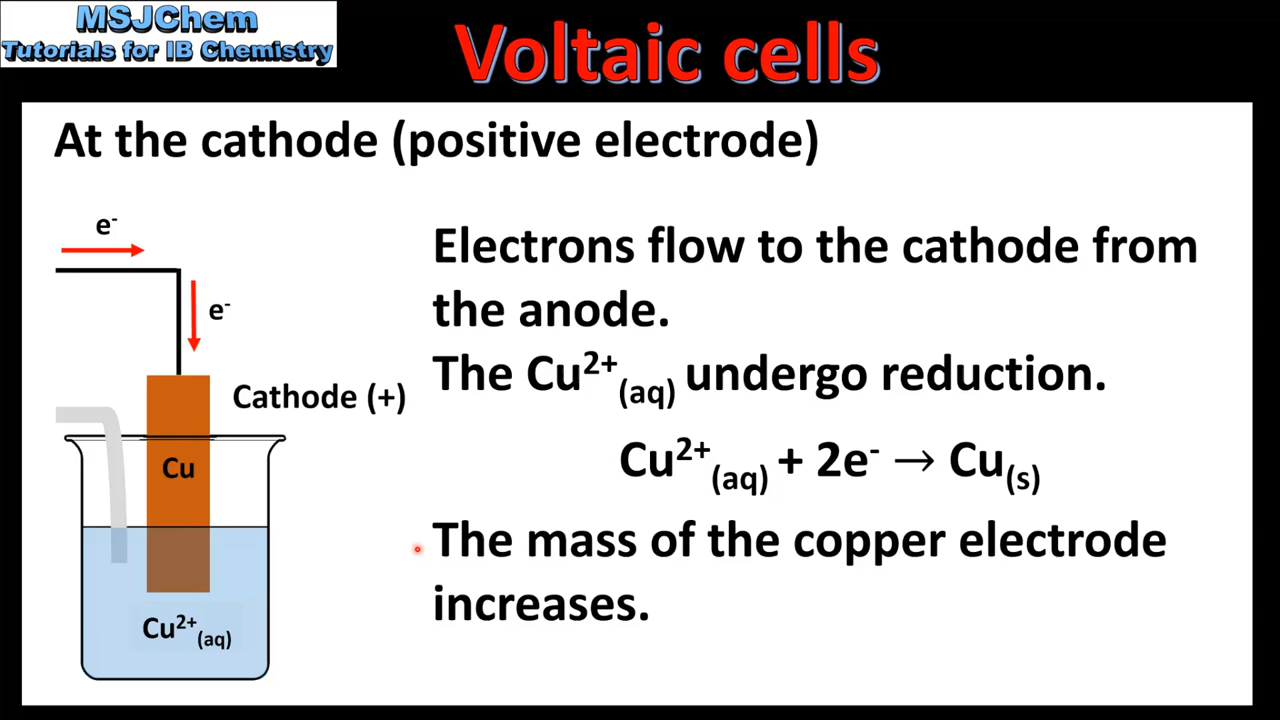 MSJChem
Tutorials for IB Chemistry
Voltaic cells
At the cathode (positive electrode)
e⁻
e⁻
Cathode (+)
Cu
Cu²⁺(aq)
Electrons flow to the cathode from
the anode.
The Cu²⁺(aq) undergo reduction.
Cu²⁺(aq) + 2e⁻ → Cu(s)
The mass of the copper electrode
increases.